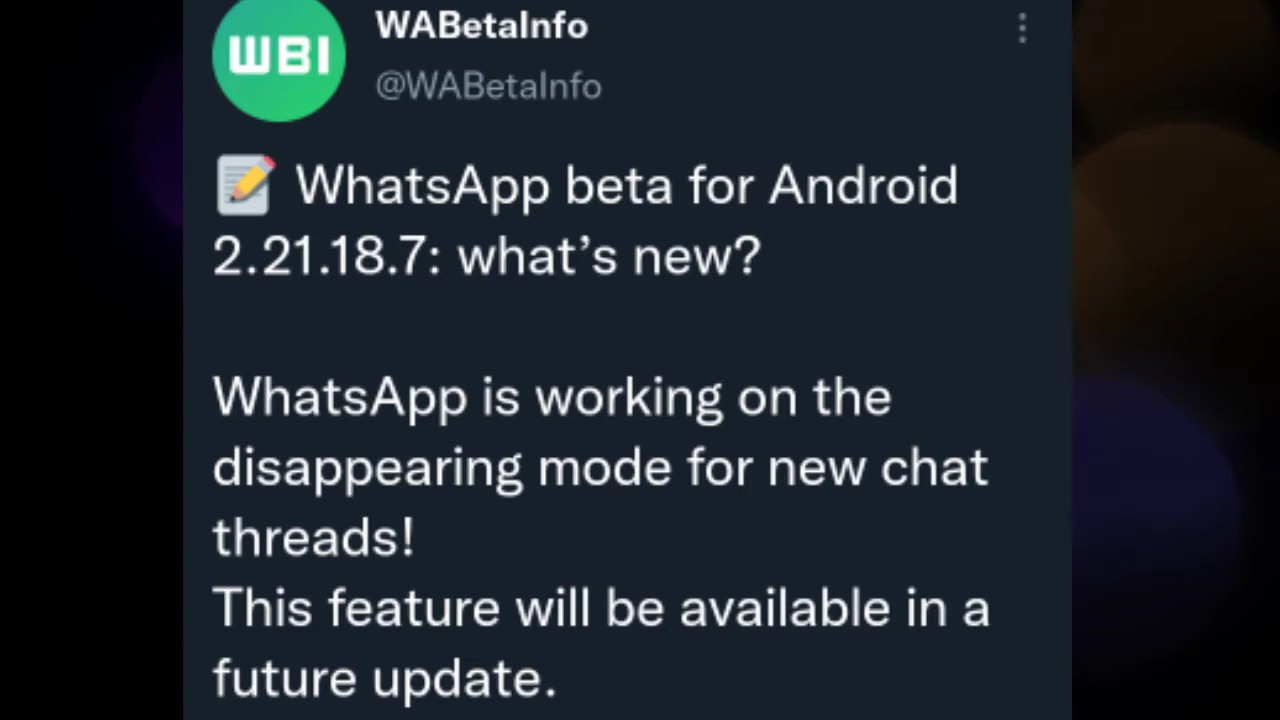 WBI
WABetaInfo
@WABetaInfo
📝 WhatsApp beta for Android
2.21.18.7: what’s new?
WhatsApp is working on the
disappearing mode for new chat
threads!
This feature will be available in a
future update.